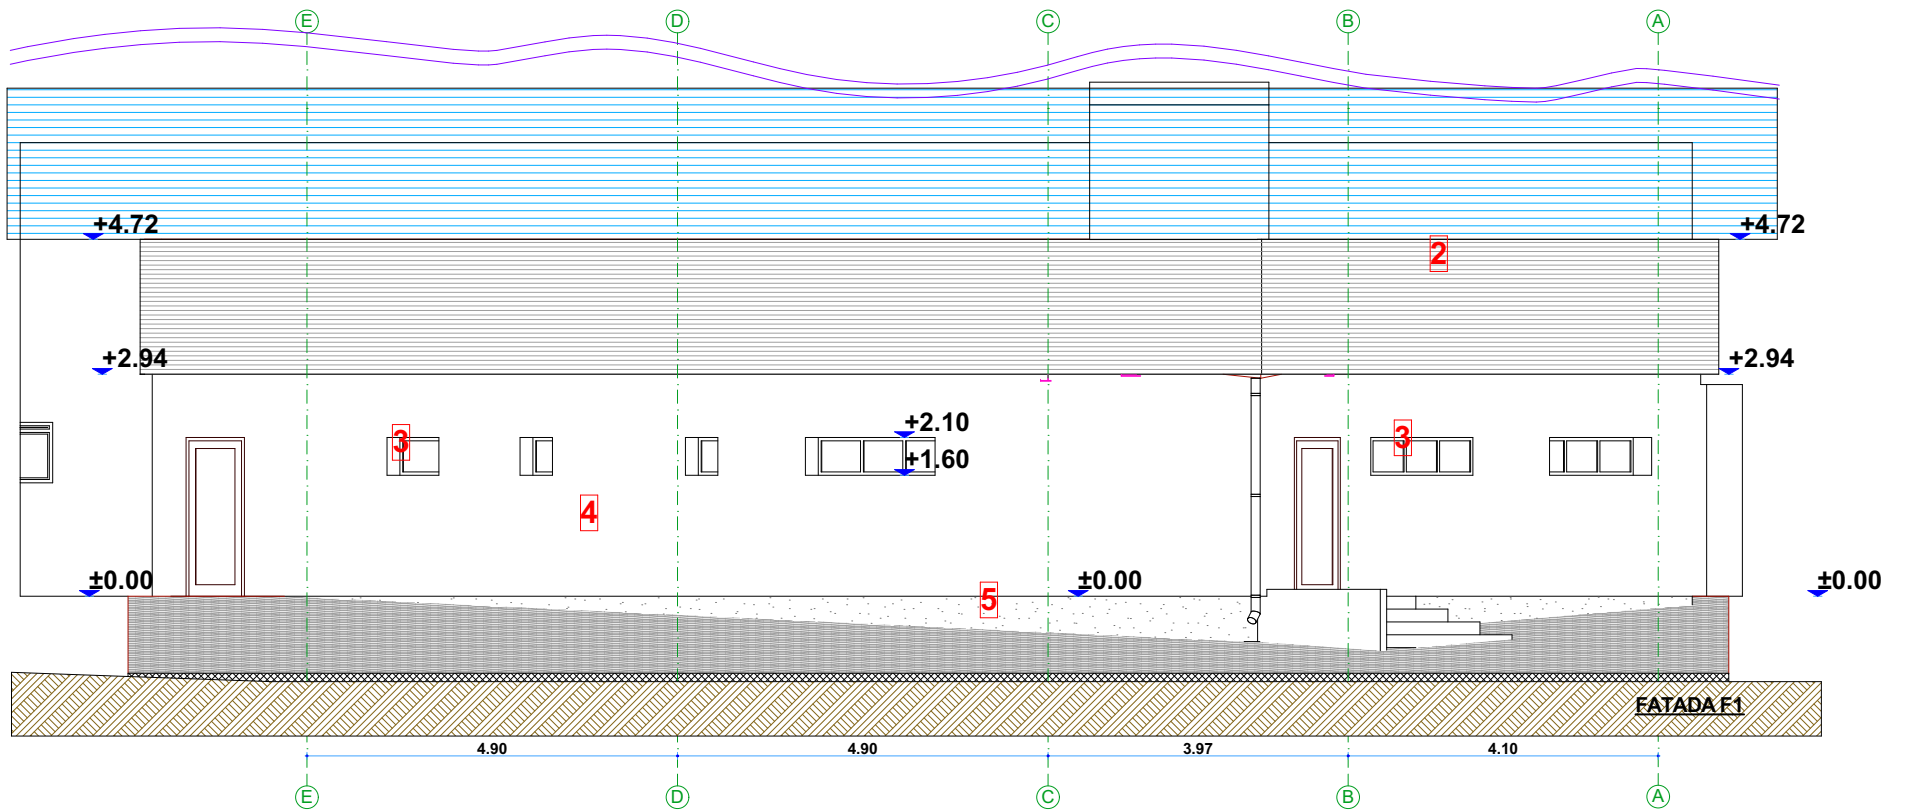 E D C B A
+4.72 +4.72
2
+2.94 +2.94
3 +2.10 3
+1.60
4
±0.00 ±0.00 ±0.00
5
FATADA F1
4.90 4.90 3.97 4.10
E D C B A